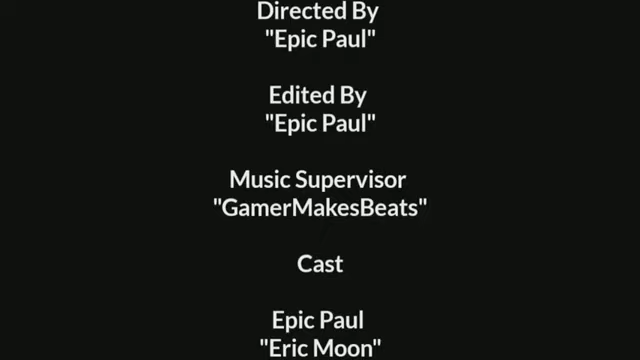 Directed By
"Epic Paul"
Edited By
"Epic Paul"
Music Supervisor
"GamerMakesBeats"
Cast
Epic Paul
"Eric Moon"